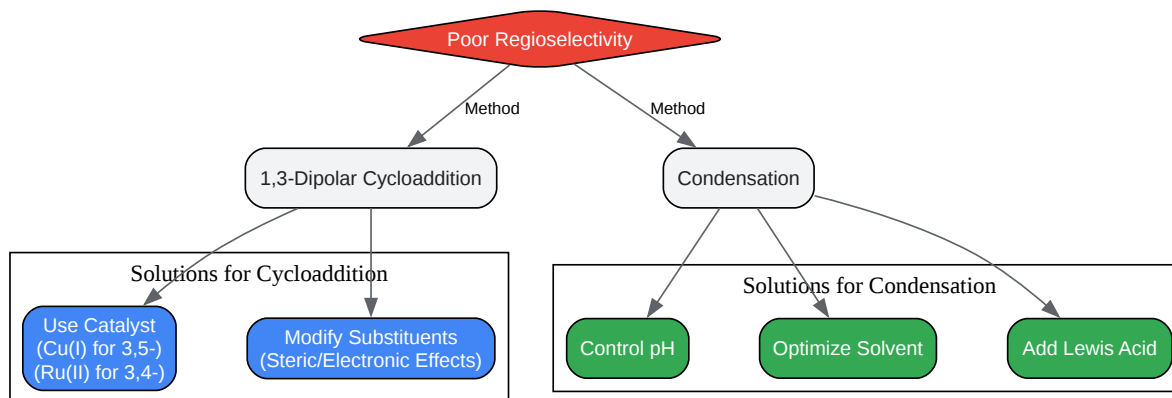 Poor Regioselectivity
Method
Method
1,3-Dipolar Cycloaddition
Condensation
Solutions for Cycloaddition
Solutions for Condensation
Use Catalyst
(Cu(I) for 3,5-)
(Ru(II) for 3,4-)
Modify Substituents
(Steric/Electronic Effects)
Control pH
Optimize Solvent
Add Lewis Acid